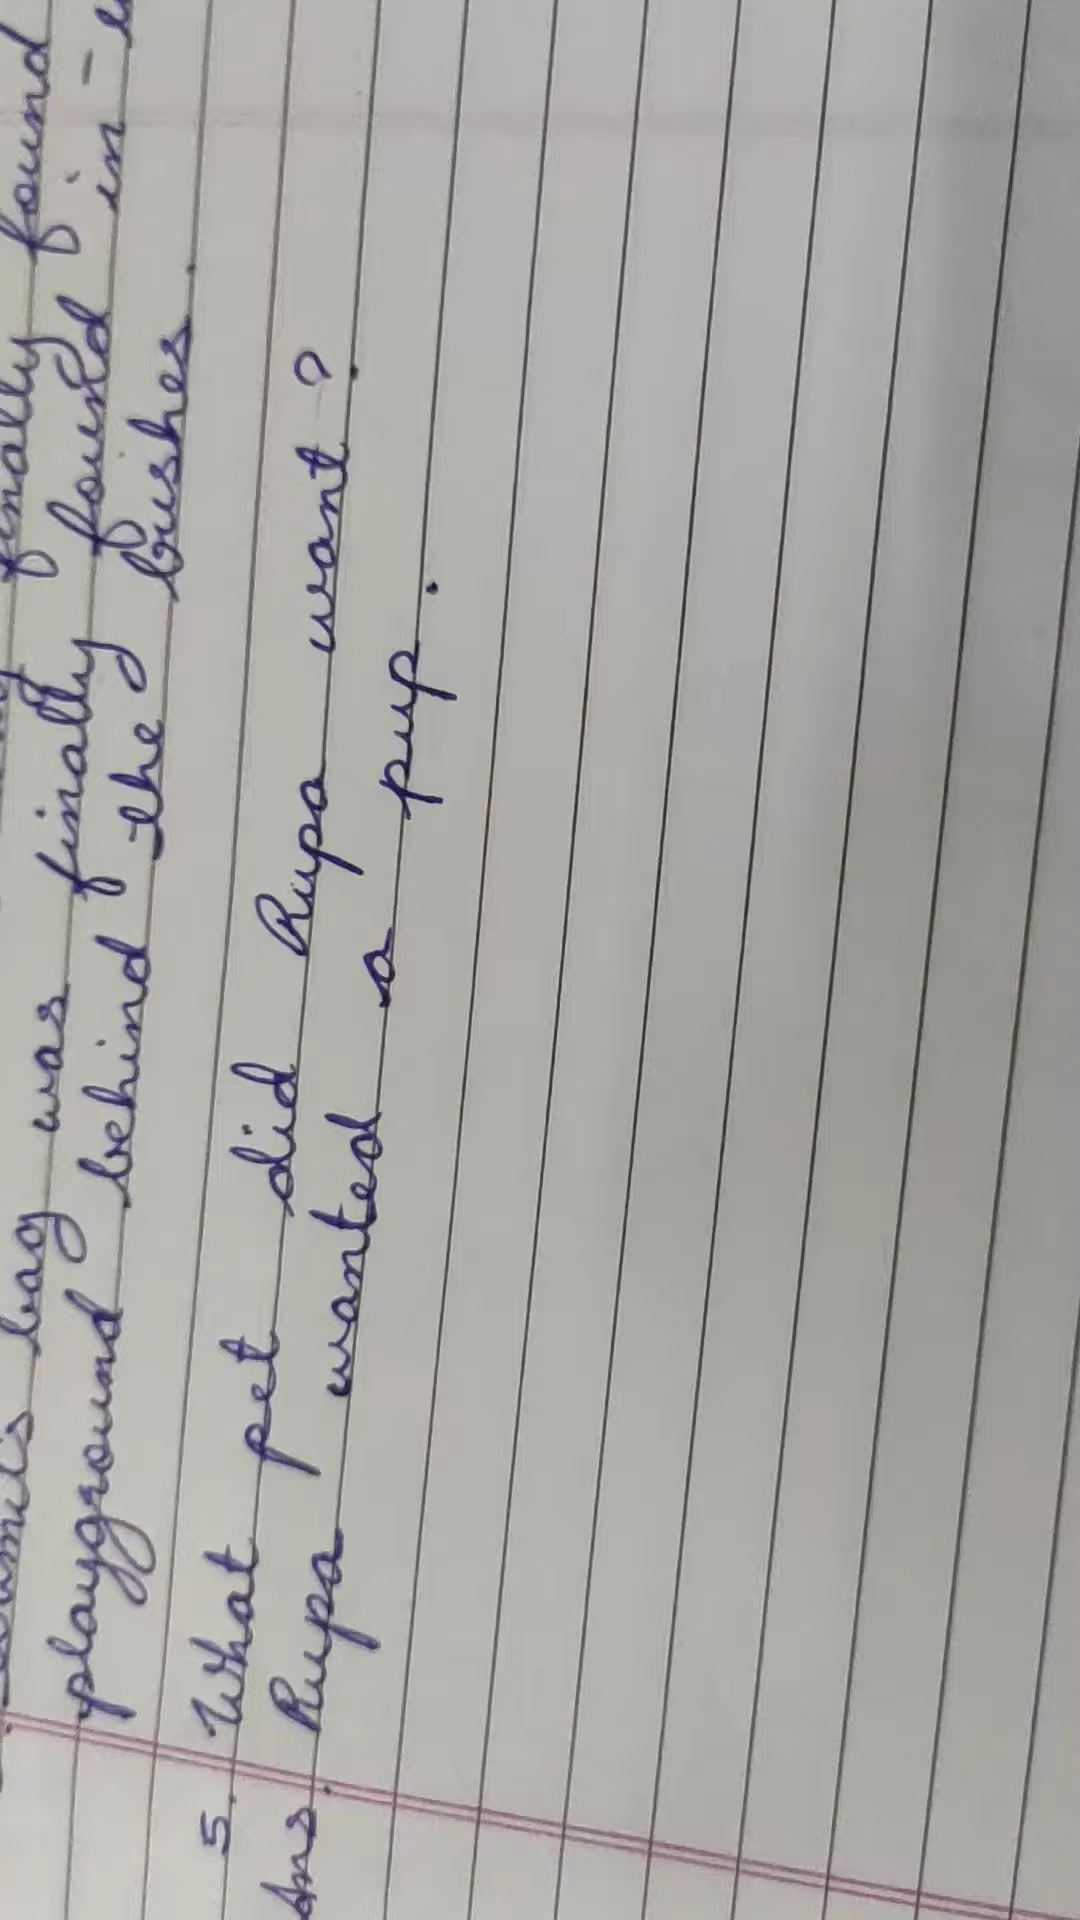 finally found
bag was finally found in -
playground behind the bushes.
5. What pet did Rupa want?
Ans. Rupa wanted a pup.